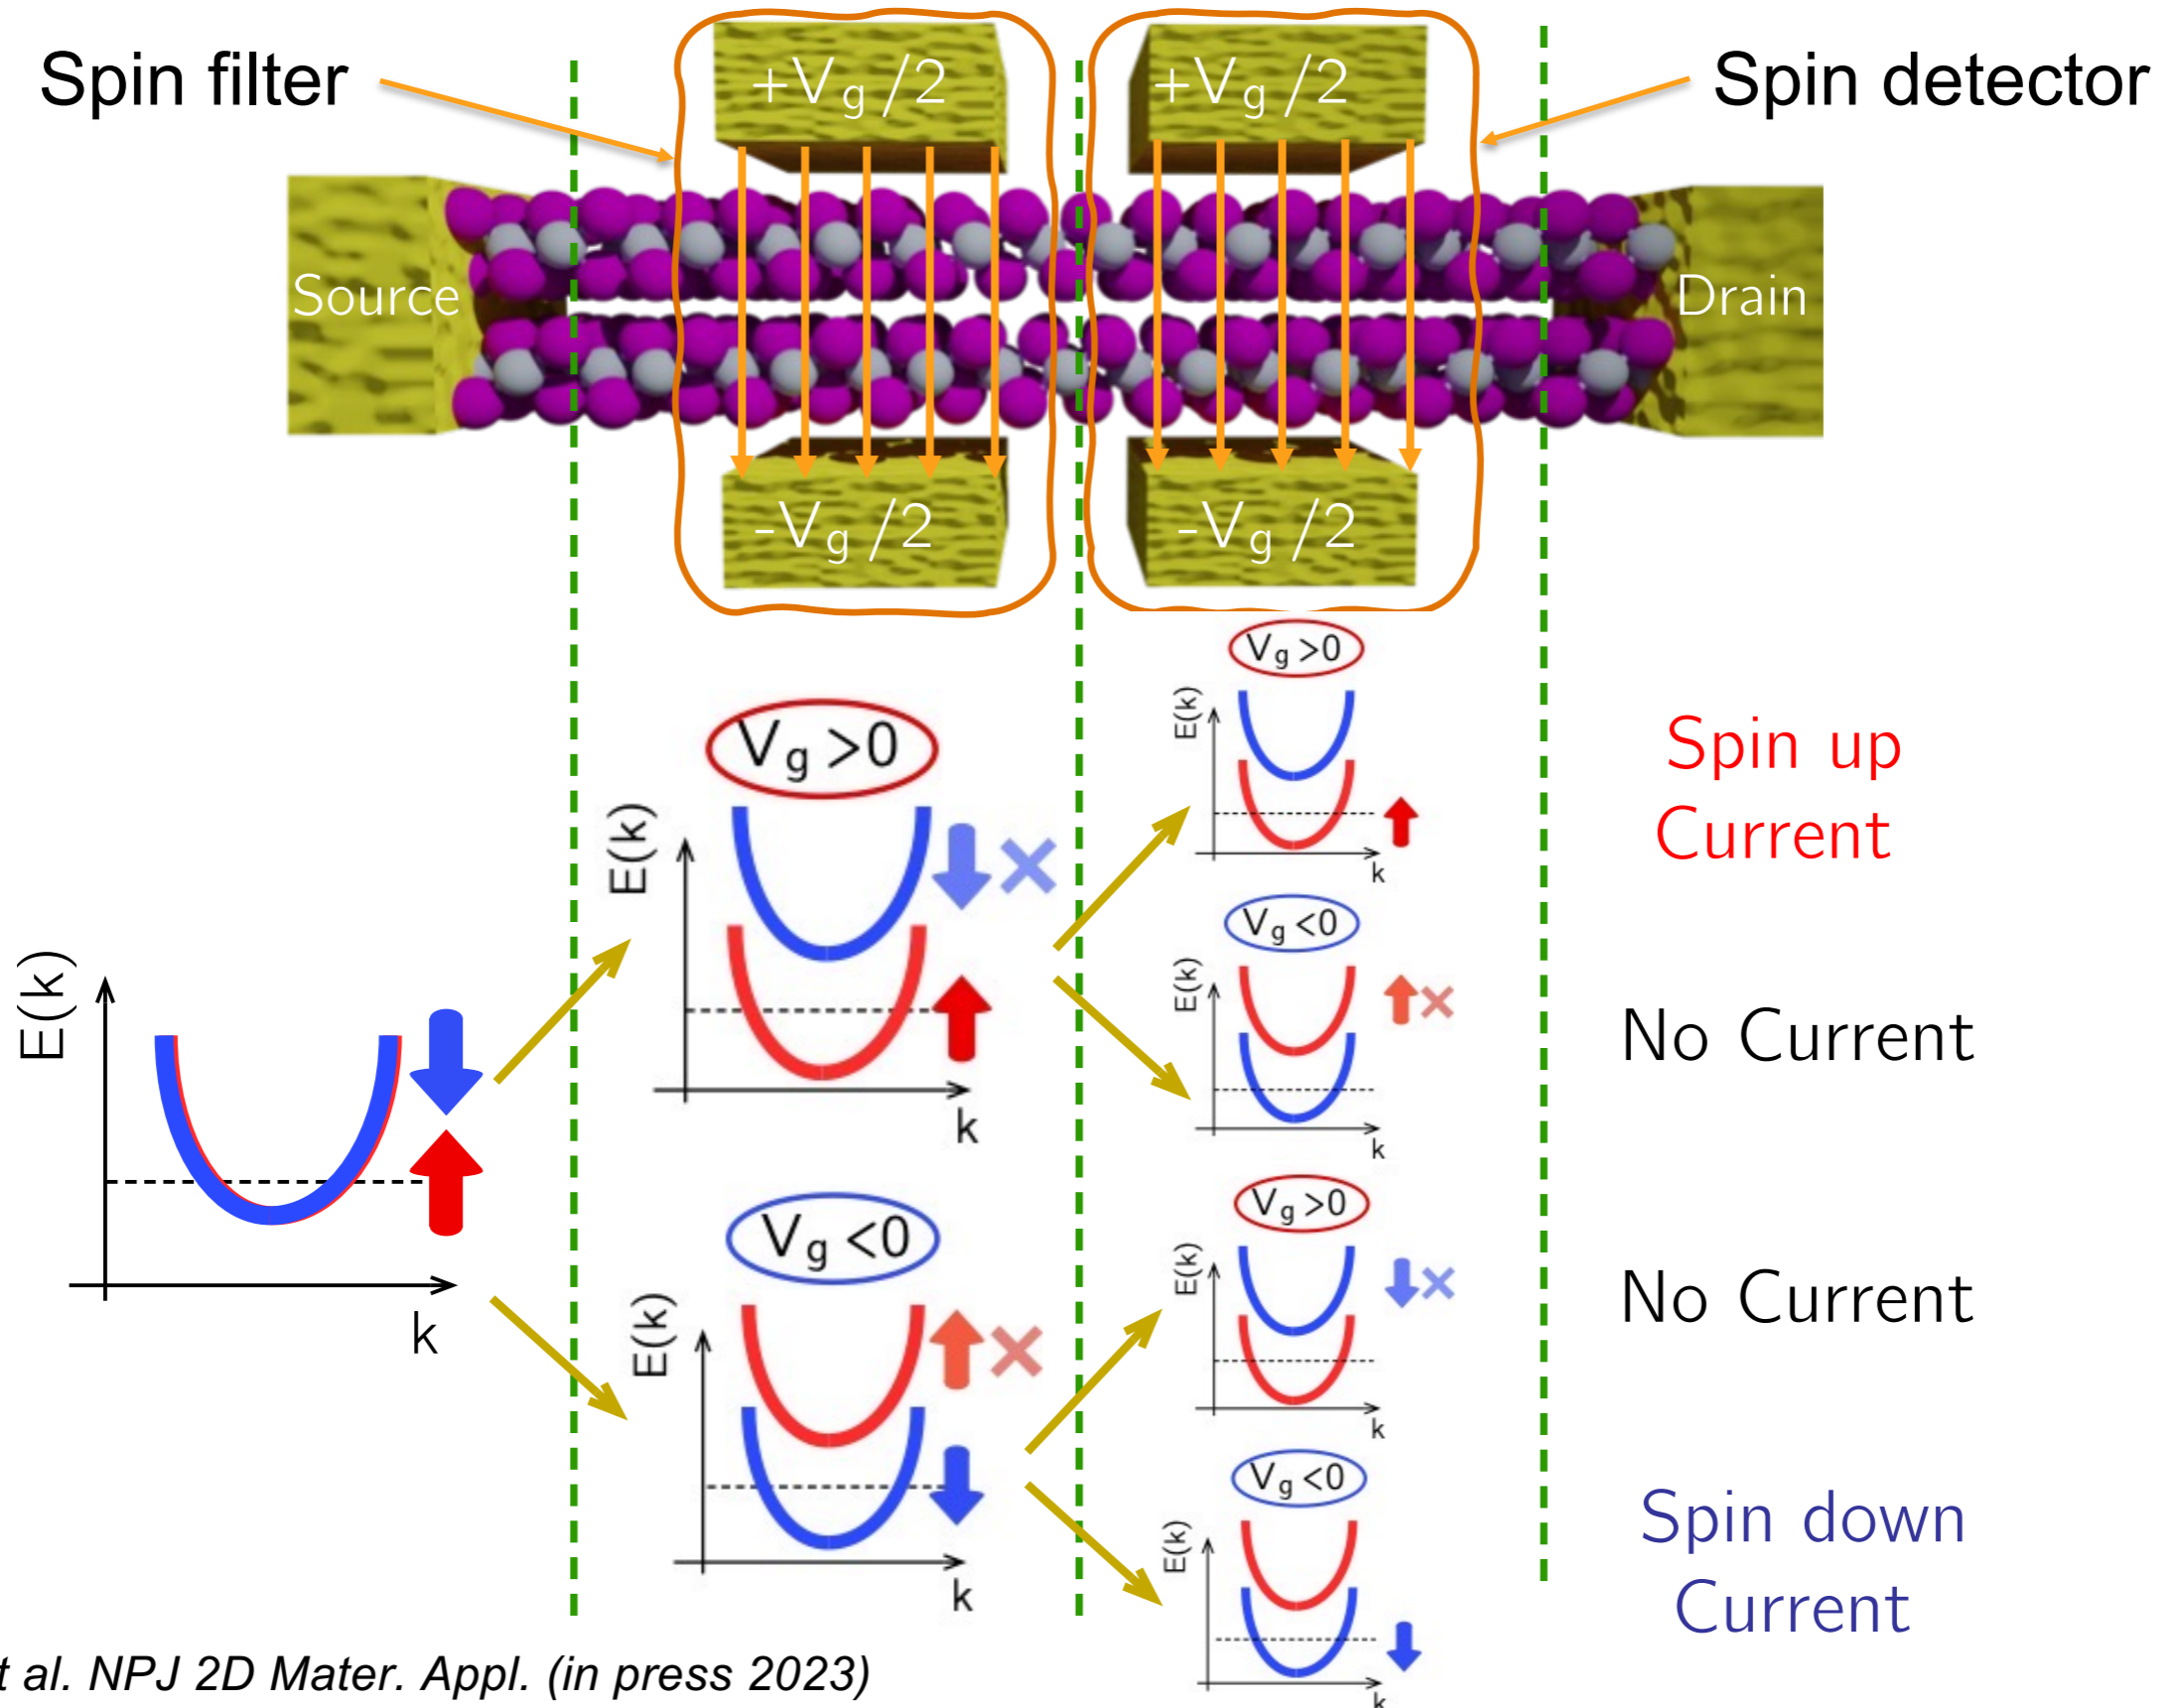 Spin filter
Spin detector
+Vg /2
+Vg /2
Source
Drain
-Vg /2
-Vg /2
E(k)
k
Vg >0
E(k)
k
Vg <0
E(k)
k
Vg >0
E(k)
k
Vg <0
E(k)
k
Vg >0
E(k)
k
Vg <0
E(k)
k
Spin up
Current
No Current
No Current
Spin down
Current
t al. NPJ 2D Mater. Appl. (in press 2023)